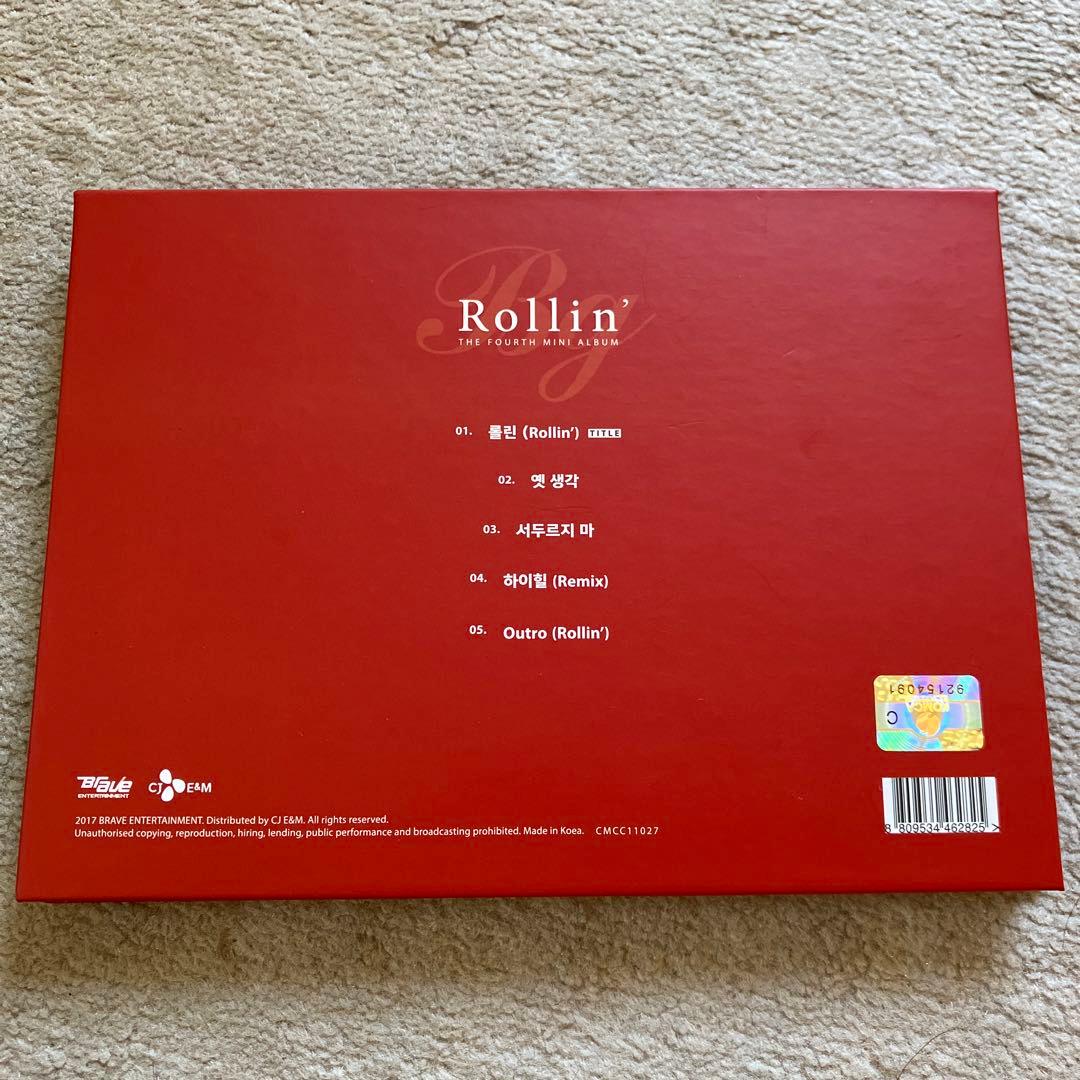 Bg
Rollin’
THE FOURTH MINI ALBUM
01. 롤린 (Rollin’) TITLE
02. 옛 생각
03. 서두르지 마
04. 하이힐 (Remix)
05. Outro (Rollin’)
92154091
KOMCA
C
Brave
ENTERTAINMENT
CJ E&M
2017 BRAVE ENTERTAINMENT. Distributed by CJ E&M. All rights reserved.
Unauthorised copying, reproduction, hiring, lending, public performance and broadcasting prohibited. Made in Koea. CMCC11027
8 809534 462825 >